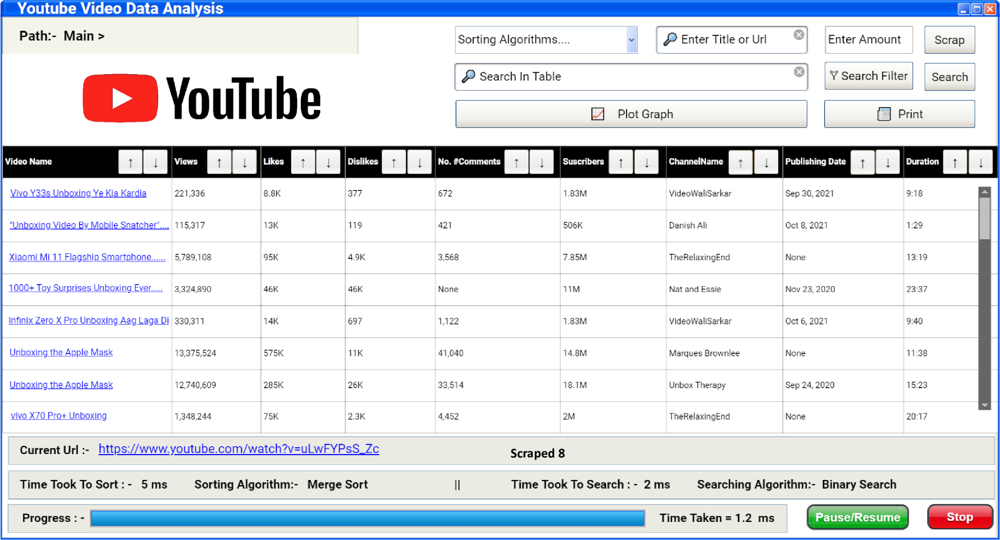 Youtube Video Data Analysis
Path:- Main >
Sorting Algorithms....
Enter Title or Url
Enter Amount
Scrap
YouTube
Search In Table
Search Filter
Search
Plot Graph
Print
Video Name ↑ ↓ Views ↑ ↓ Likes ↑ ↓ Dislikes ↑ ↓ No. #Comments ↑ ↓ Suscribers ↑ ↓ ChannelName ↑ ↓ Publishing Date ↑ ↓ Duration ↑ ↓
Vivo Y33s Unboxing Ye Kia Kardia 221,336 8.8K 377 672 1.83M VideoWaliSarkar Sep 30, 2021 9:18
"Unboxing Video By Mobile Snatcher".... 115,317 13K 119 421 506K Danish Ali Oct 8, 2021 1:29
Xiaomi Mi 11 Flagship Smartphone...... 5,789,108 95K 4.9K 3,568 7.85M TheRelaxingEnd None 13:19
1000+ Toy Surprises Unboxing Ever..... 3,324,890 46K 46K None 11M Nat and Essie Nov 23, 2020 23:37
Infinix Zero X Pro Unboxing Aag Laga Di 330,311 14K 697 1,122 1.83M VideoWaliSarkar Oct 6, 2021 9:40
Unboxing the Apple Mask 13,375,524 575K 11K 41,040 14.8M Marques Brownlee None 11:38
Unboxing the Apple Mask 12,740,609 285K 26K 33,514 18.1M Unbox Therapy Sep 24, 2020 15:23
vivo X70 Pro+ Unboxing 1,348,244 75K 2.3K 4,452 2M TheRelaxingEnd None 20:17
Current Url :- https://www.youtube.com/watch?v=uLwFYPsS_Zc Scraped 8
Time Took To Sort : - 5 ms Sorting Algorithm:- Merge Sort || Time Took To Search : - 2 ms Searching Algorithm:- Binary Search
Progress : - Time Taken = 1.2 ms Pause/Resume Stop